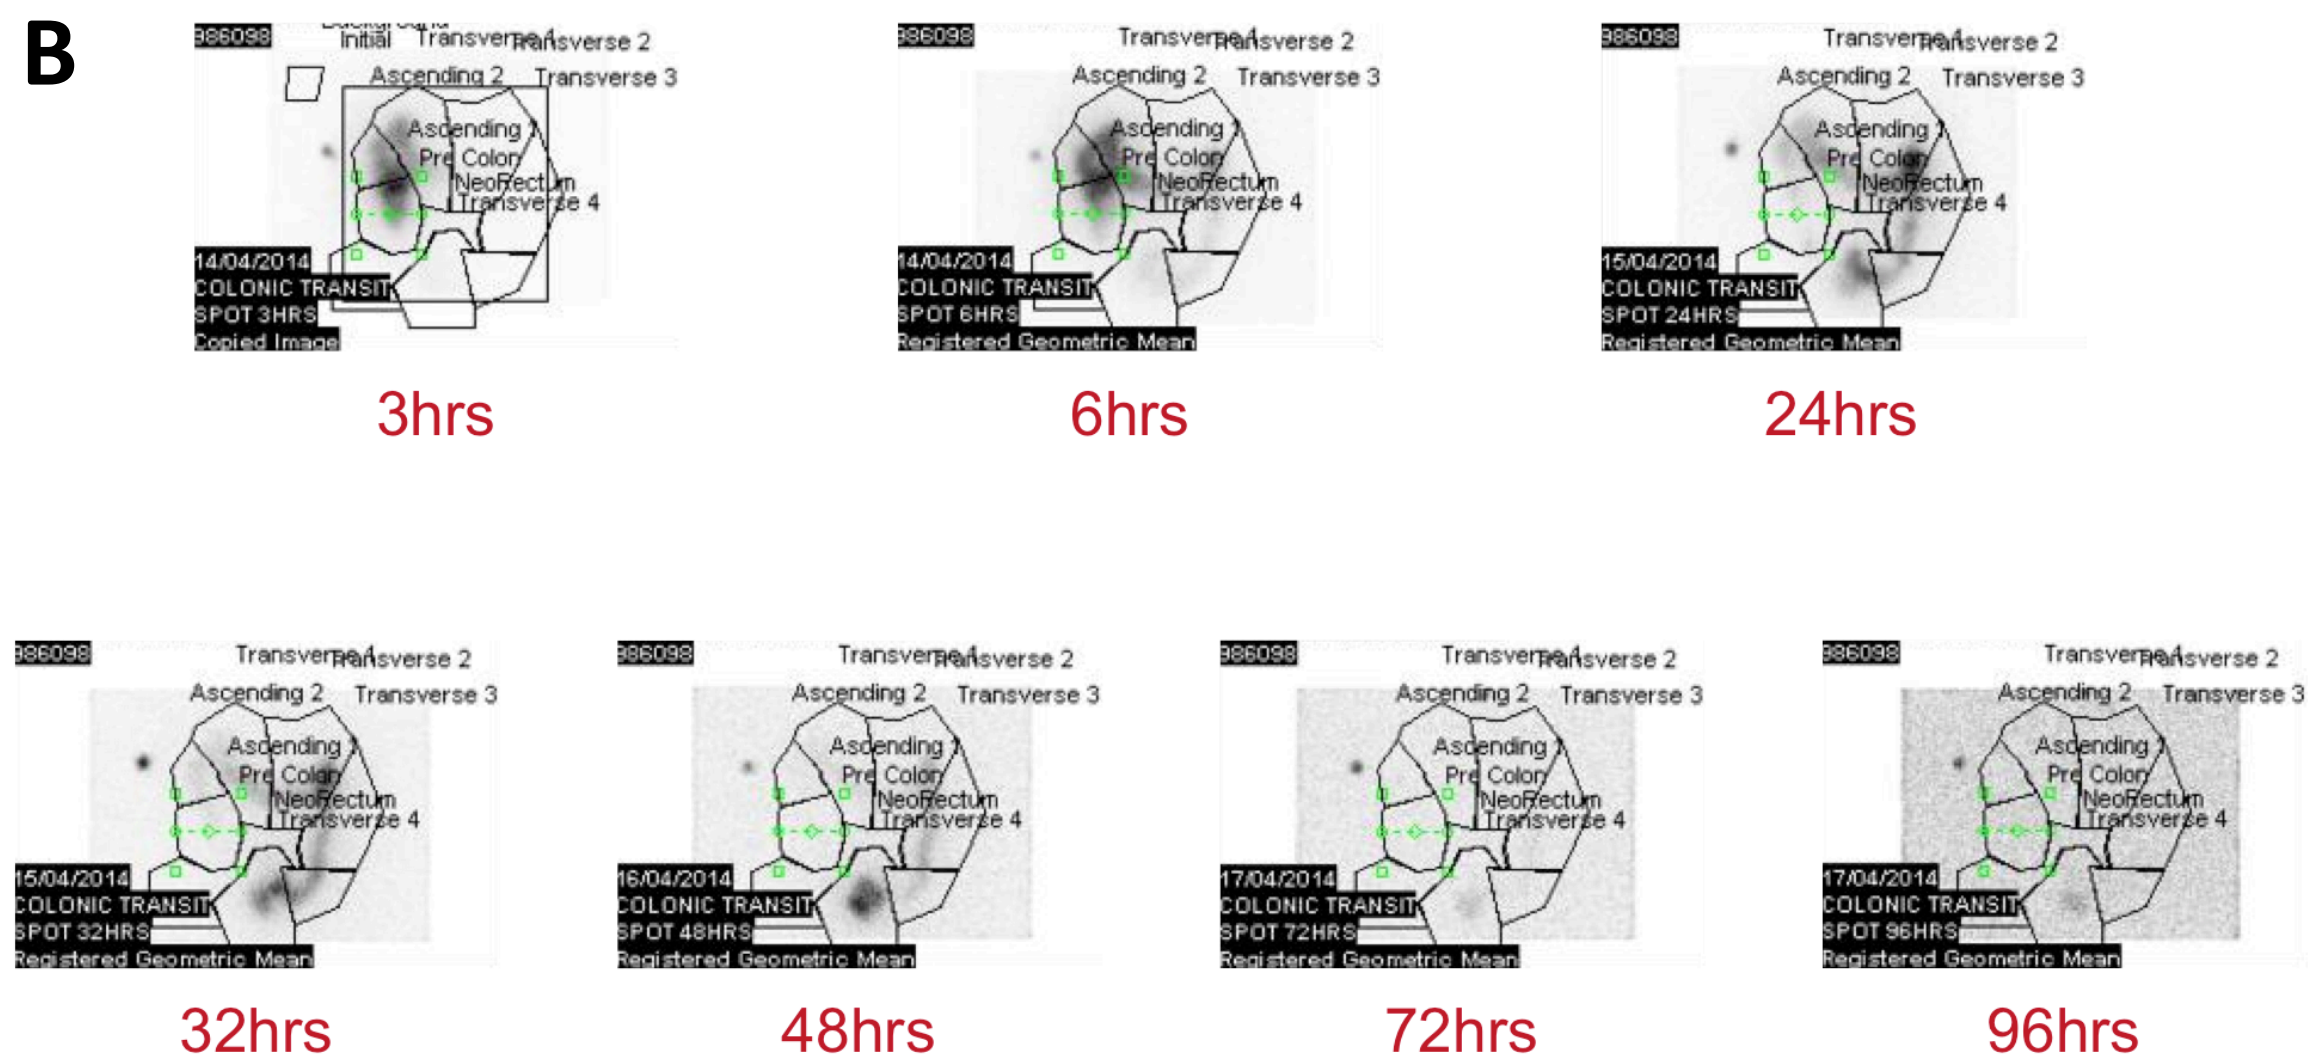 B
986098
Initial
Transverse 1
Transverse 2
Ascending 2
Transverse 3
Ascending 1
Pre Colon
NeoRectum
Transverse 4
14/04/2014
COLONIC TRANSIT
SPOT 3HRS
Copied Image
3hrs
986098
Transverse 1
Transverse 2
Ascending 2
Transverse 3
Ascending 1
Pre Colon
NeoRectum
Transverse 4
14/04/2014
COLONIC TRANSIT
SPOT 6HRS
Registered Geometric Mean
6hrs
986098
Transverse 1
Transverse 2
Ascending 2
Transverse 3
Ascending 1
Pre Colon
NeoRectum
Transverse 4
15/04/2014
COLONIC TRANSIT
SPOT 24HRS
Registered Geometric Mean
24hrs
986098
Transverse 1
Transverse 2
Ascending 2
Transverse 3
Ascending 1
Pre Colon
NeoRectum
Transverse 4
15/04/2014
COLONIC TRANSIT
SPOT 32HRS
Registered Geometric Mean
32hrs
986098
Transverse 1
Transverse 2
Ascending 2
Transverse 3
Ascending 1
Pre Colon
NeoRectum
Transverse 4
16/04/2014
COLONIC TRANSIT
SPOT 48HRS
Registered Geometric Mean
48hrs
986098
Transverse 1
Transverse 2
Ascending 2
Transverse 3
Ascending 1
Pre Colon
NeoRectum
Transverse 4
17/04/2014
COLONIC TRANSIT
SPOT 72HRS
Registered Geometric Mean
72hrs
986098
Transverse 1
Transverse 2
Ascending 2
Transverse 3
Ascending 1
Pre Colon
NeoRectum
Transverse 4
17/04/2014
COLONIC TRANSIT
SPOT 96HRS
Registered Geometric Mean
96hrs